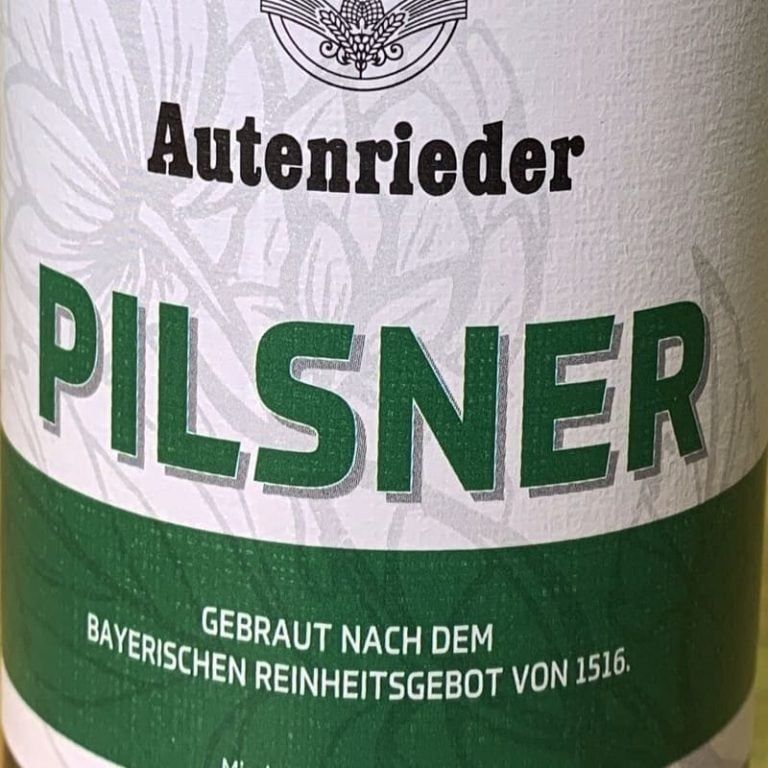 Autenrieder
PILSNER
GEBRAUT NACH DEM
BAYERISCHEN REINHEITSGEBOT VON 1516.